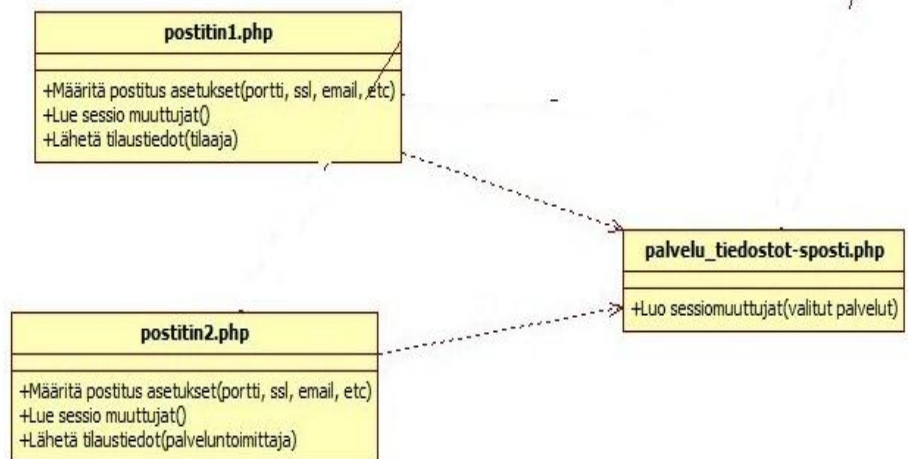 postitin1.php
+Määritä postitus asetukset(portti, ssl, email, etc)
+Lue sessio muuttujat()
+Lähetä tilaustiedot(tilaaja)
palvelu_tiedostot-sposti.php
+Luo sessiomuuttujat(valitut palvelut)
postitin2.php
+Määritä postitus asetukset(portti, ssl, email, etc)
+Lue sessio muuttujat()
+Lähetä tilaustiedot(palveluntoimittaja)